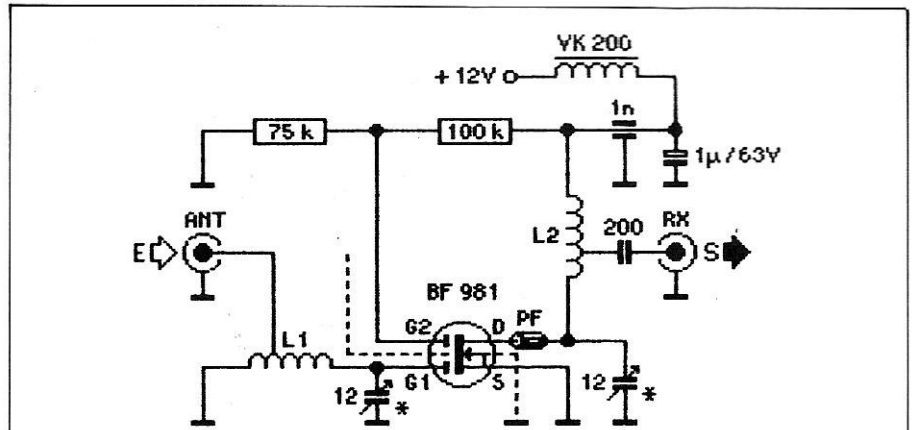 VK 200
+ 12V
1n
75 k
100 k
1µ/63V
ANT
L2
200
RX
E
S
BF 981
G2
D
PF
L1
12
*
G1
S
12
*